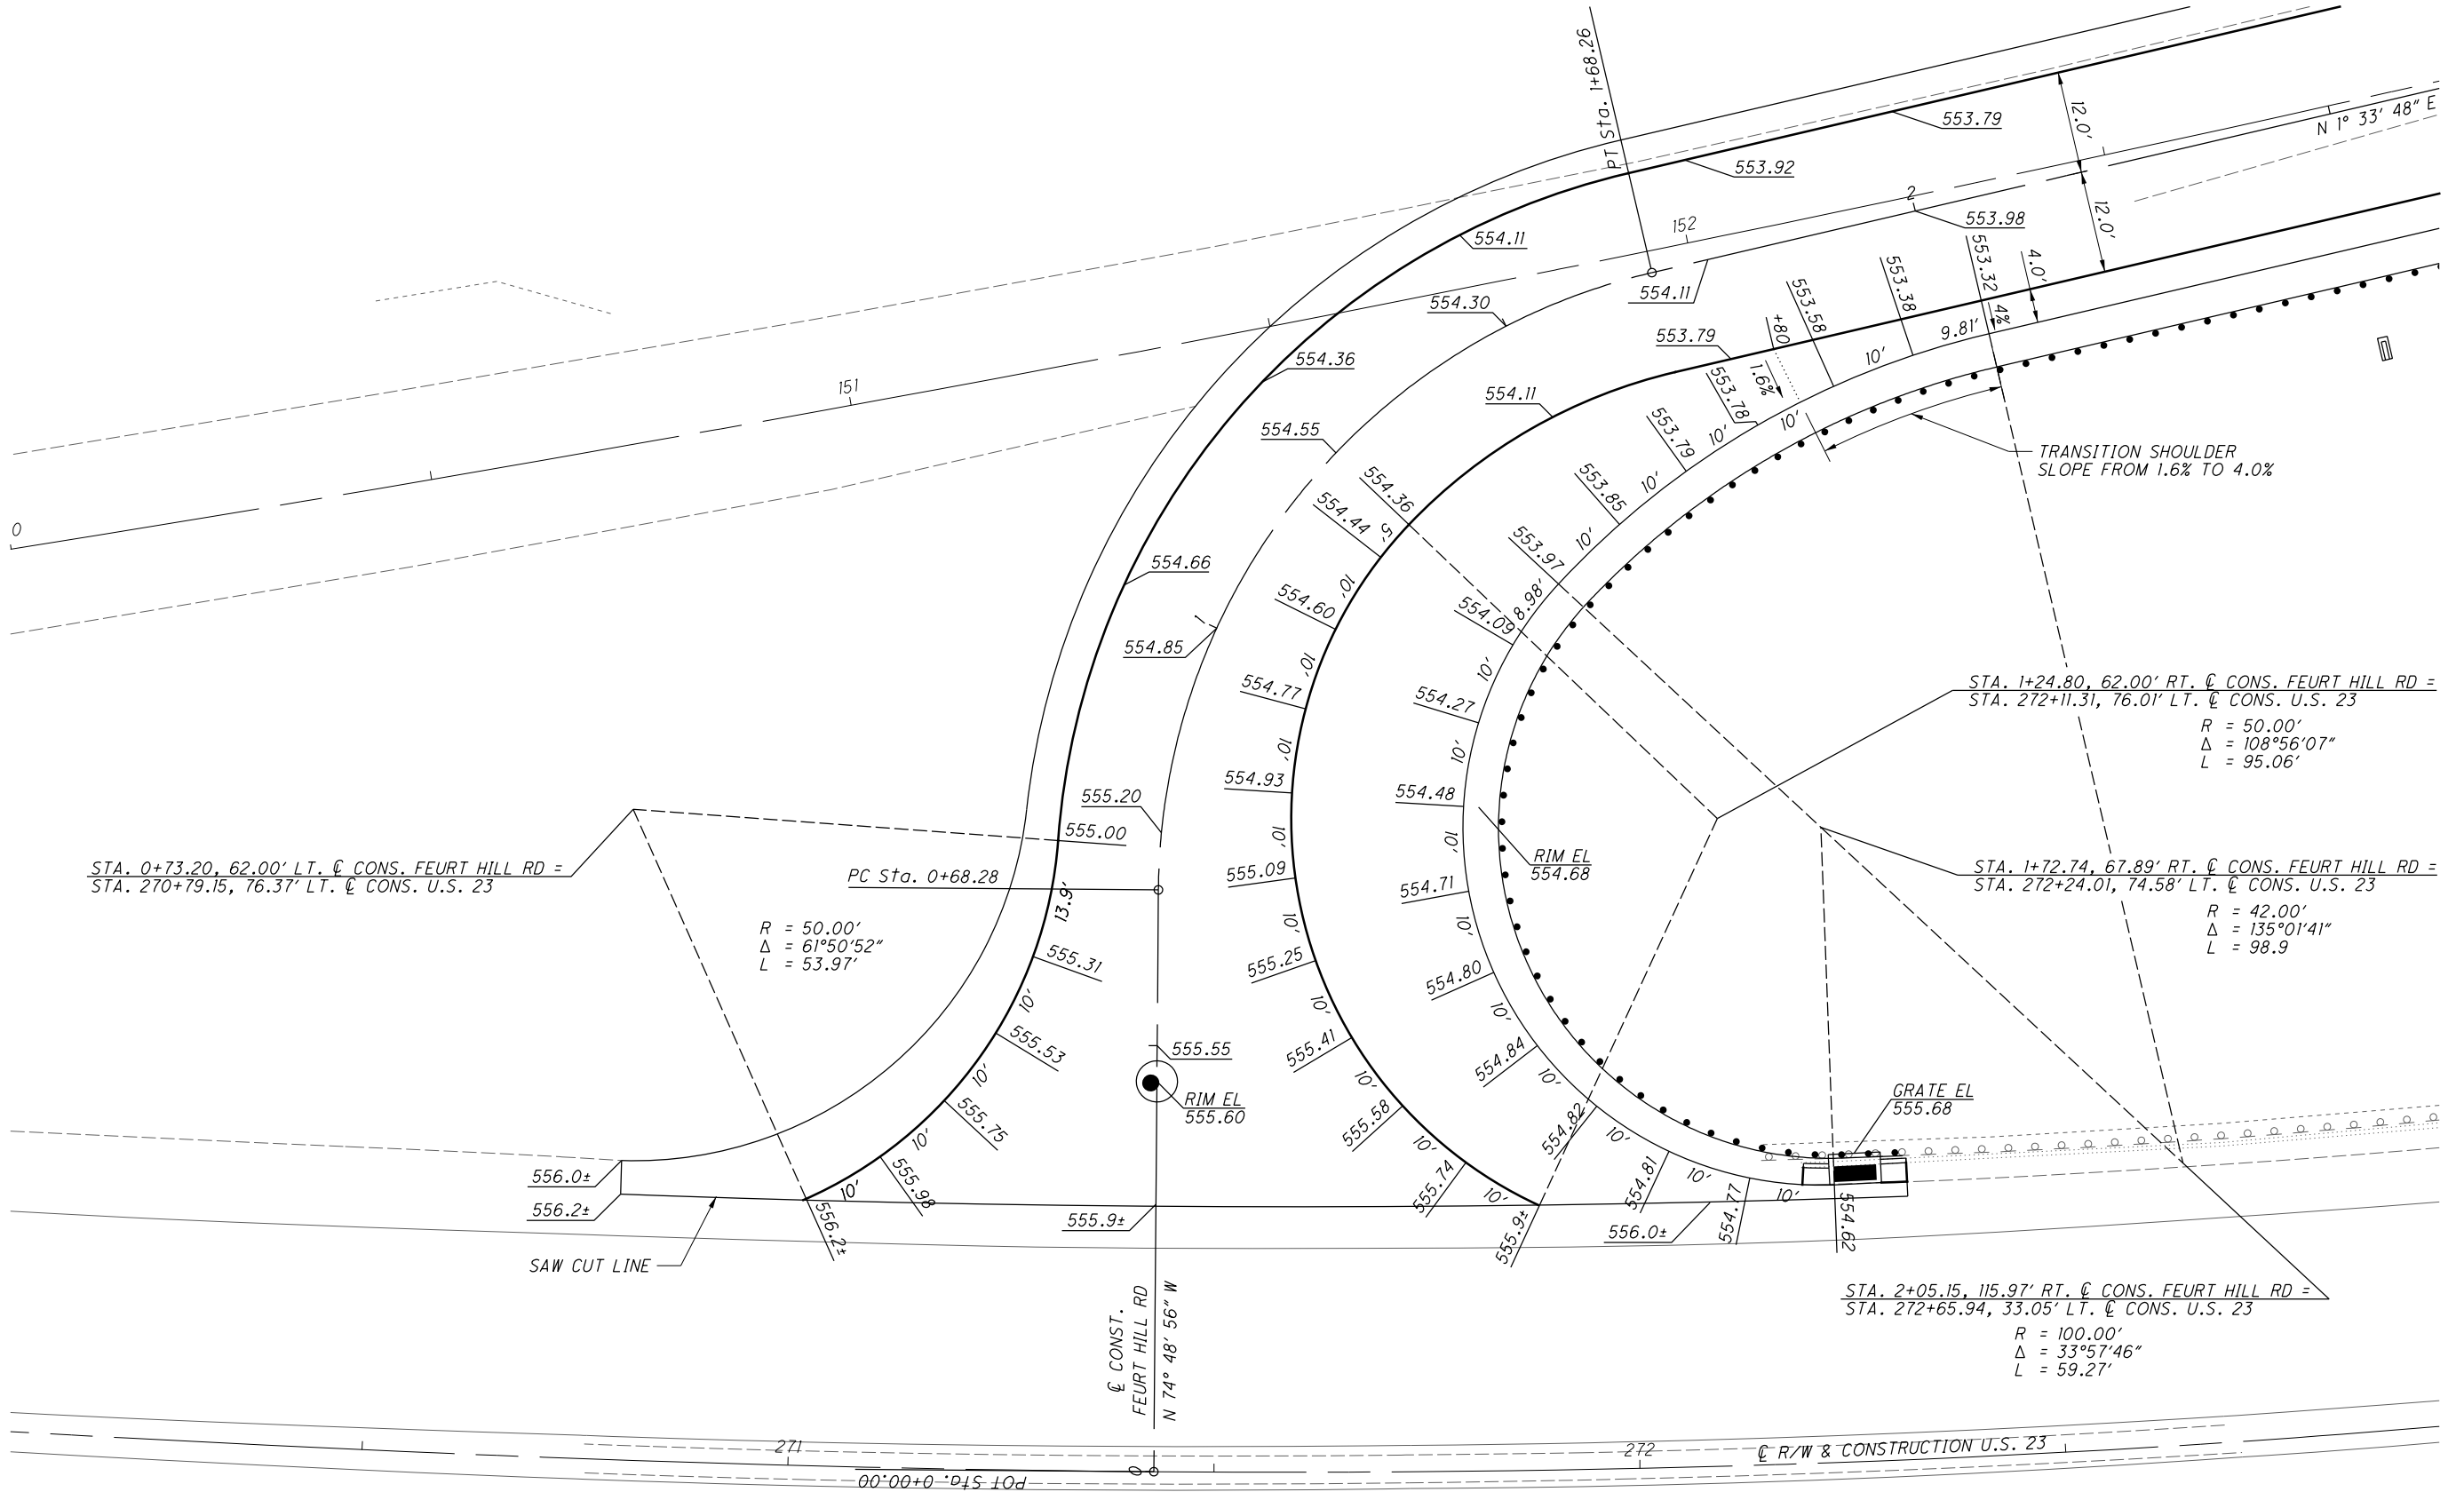 PT Sta. 1+68.26
553.79
12.0'
N 1° 33' 48" E
553.92
2
553.98
12.0'
554.11
152
553.32
4%
4.0'
554.30
554.11
553.58
553.38
+80
9.81'
10'
553.79
1.6%
554.36
151
553.78
10'
554.11
553.79
10'
554.55
TRANSITION SHOULDER
SLOPE FROM 1.6% TO 4.0%
554.36
553.85
10'
554.44
5'
0
553.97
10'
554.66
10'
554.60
8.98'
554.09
1
554.85
10'
10'
554.77
554.27
STA. 1+24.80, 62.00' RT. ℄ CONS. FEURT HILL RD =
STA. 272+11.31, 76.01' LT. ℄ CONS. U.S. 23
R = 50.00'
Δ = 108°56'07"
L = 95.06'
10'
10'
554.93
554.48
555.20
555.00
10'
10'
RIM EL
554.68
STA. 0+73.20, 62.00' LT. ℄ CONS. FEURT HILL RD =
STA. 270+79.15, 76.37' LT. ℄ CONS. U.S. 23
PC Sta. 0+68.28
555.09
554.71
STA. 1+72.74, 67.89' RT. ℄ CONS. FEURT HILL RD =
STA. 272+24.01, 74.58' LT. ℄ CONS. U.S. 23
R = 42.00'
Δ = 135°01'41"
L = 98.9
13.9'
R = 50.00'
Δ = 61°50'52"
L = 53.97'
10'
10'
555.31
555.25
554.80
10'
10'
10'
555.53
555.55
555.41
554.84
10'
10'
10'
RIM EL
555.60
GRATE EL
555.68
555.75
555.58
554.82
10'
10'
10'
556.0±
555.98
555.74
554.81
10'
10'
10'
10'
556.2±
556.2±
555.9±
555.9±
556.0±
554.77
554.62
SAW CUT LINE
℄ CONST.
FEURT HILL RD
N 74° 48' 56" W
STA. 2+05.15, 115.97' RT. ℄ CONS. FEURT HILL RD =
STA. 272+65.94, 33.05' LT. ℄ CONS. U.S. 23
R = 100.00'
Δ = 33°57'46"
L = 59.27'
271
0
272
℄ R/W & CONSTRUCTION U.S. 23
POT Sta. 0+00.00